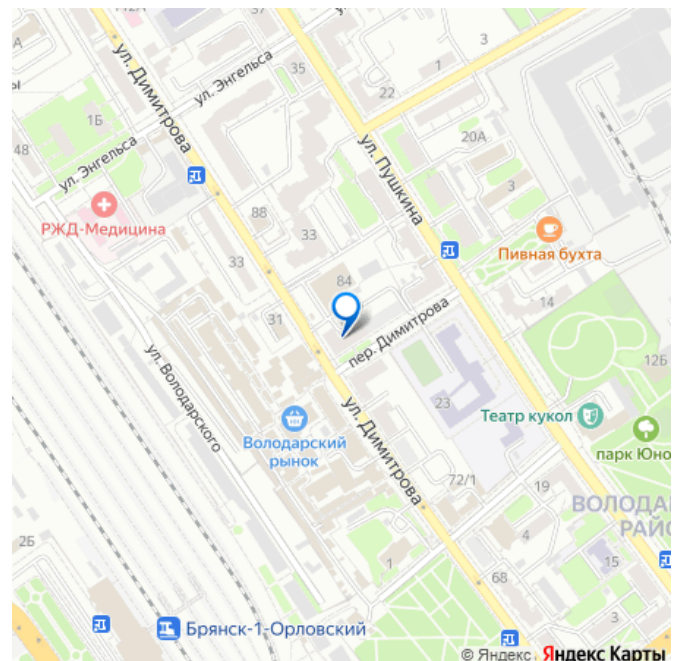 37
35
3
1
22
ул. Энгельса
ул. Димитрова
1Б
20А
48
ул. Энгельса
ул. Пушкина
3
88
РЖД-Медицина
33
Пивная бухта
33
84
14
31
пер. Димитрова
ул. Володарского
12Б
23
Театр кукол
Володарский
рынок
ул. Димитрова
парк Юно
72/1
19
ВОЛОДА
РАЙО
2Б
4
1
15
68
3
Брянск-1-Орловский
© Яндекс Яндекс Карты